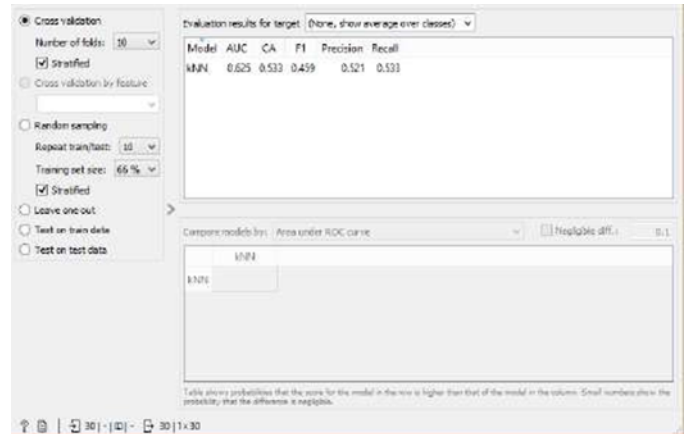 Cross validation
Number of folds: 10
Stratified
Cross validation by feature
Random sampling
Repeat train/test: 10
Training set size: 66 %
Stratified
Leave one out
Test on train data
Test on test data
>
Evaluation results for target (None, show average over classes)
Model AUC CA F1 Precision Recall
kNN 0.625 0.533 0.459 0.521 0.533
Compare models by: Area under ROC curve
Negligible diff.: 0.1
kNN
kNN
Table shows probabilities that the score for the model in the row is higher than that of the model in the column. Small numbers show the
probability that the difference is negligible.
? 30 | - | - 30 | 1×30